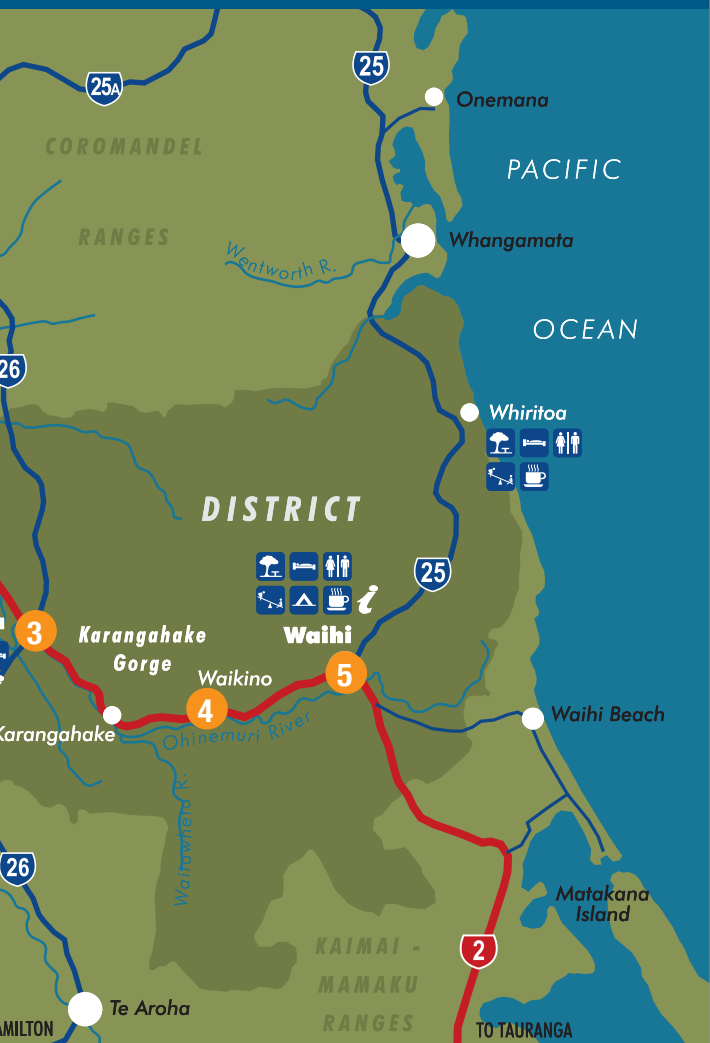 25A
25
Onemana
COROMANDEL
PACIFIC
RANGES
Whangamata
Wentworth R.
OCEAN
26
Whiritoa
DISTRICT
25
i
3
Karangahake
Gorge
Waihi
Waikino
5
4
Karangahake
Ohinemuri River
Waihi Beach
Waitawheta R.
26
Matakana
Island
KAIMAI -
MAMAKU
RANGES
2
Te Aroha
AMILTON
TO TAURANGA